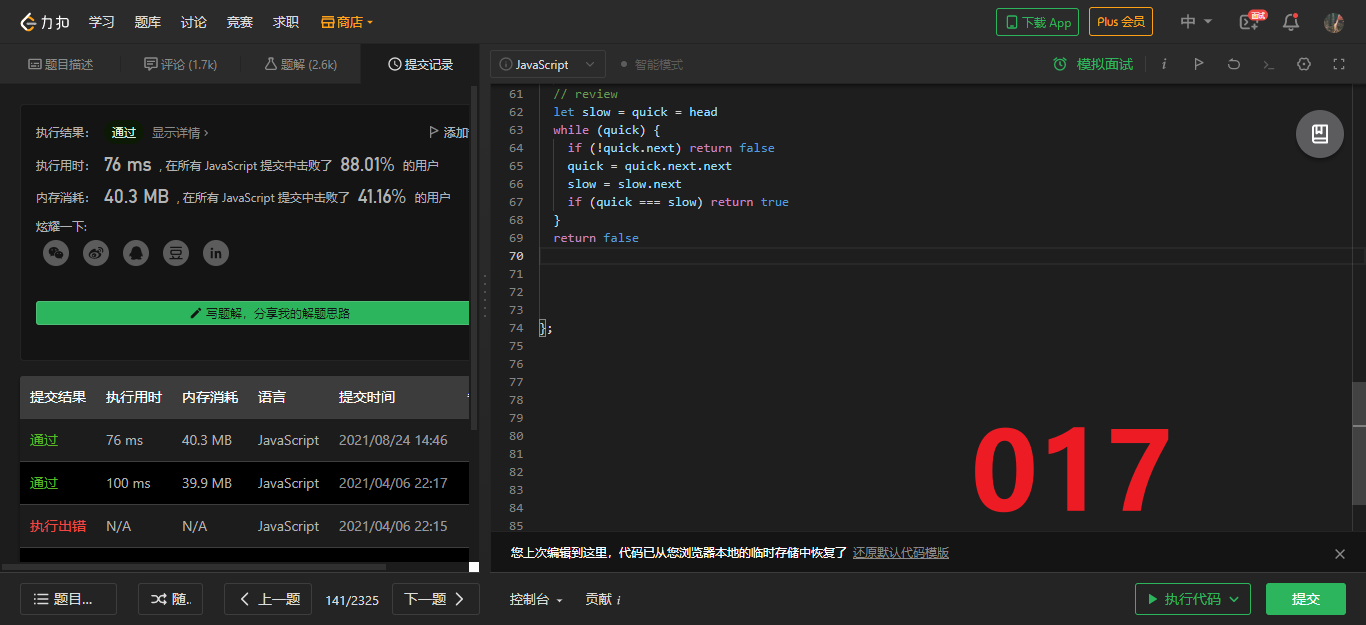 力扣 学习 题库 讨论 竞赛 求职 商店 下载 App Plus 会员 中 面试
题目描述 评论 (1.7k) 题解 (2.6k) 提交记录
执行结果： 通过 显示详情 › 添加
执行用时： 76 ms , 在所有 JavaScript 提交中击败了 88.01% 的用户
内存消耗： 40.3 MB , 在所有 JavaScript 提交中击败了 41.16% 的用户
炫耀一下:
豆 in
写题解，分享我的解题思路
提交结果 执行用时 内存消耗 语言 提交时间
通过 76 ms 40.3 MB JavaScript 2021/08/24 14:46
通过 100 ms 39.9 MB JavaScript 2021/04/06 22:17
执行出错 N/A N/A JavaScript 2021/04/06 22:15
题目... 随. 上一题 141/2325 下一题
JavaScript 智能模式 模拟面试 i
61 // review
62 let slow = quick = head
63 while (quick) {
64 if (!quick.next) return false
65 quick = quick.next.next
66 slow = slow.next
67 if (quick === slow) return true
68 }
69 return false
70
71
72
73
74 };
75
76
77
78
79
80
81
82
83
84
85
017
您上次编辑到这里，代码已从您浏览器本地的临时存储中恢复了 还原默认代码模版
控制台 贡献 i 执行代码 提交